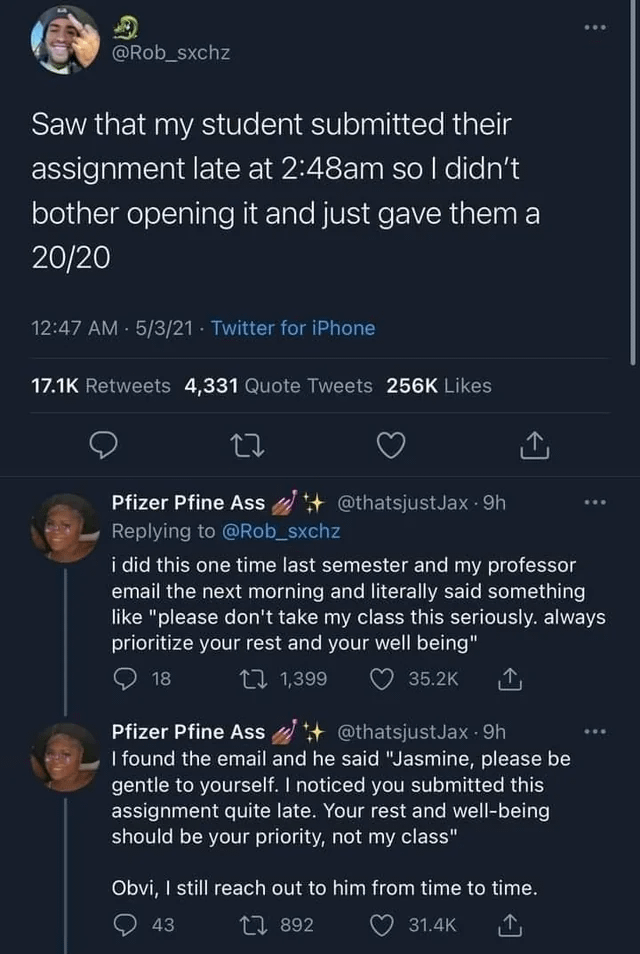 @Rob_sxchz
Saw that my student submitted their
assignment late at 2:48am so I didn't
bother opening it and just gave them a
20/20
12:47 AM · 5/3/21 · Twitter for iPhone
17.1K Retweets 4,331 Quote Tweets 256K Likes
Pfizer Pfine Ass 💅🏾✨ @thatsjustJax · 9h
Replying to @Rob_sxchz
i did this one time last semester and my professor
email the next morning and literally said something
like "please don't take my class this seriously. always
prioritize your rest and your well being"
18 1,399 35.2K
Pfizer Pfine Ass 💅🏾✨ @thatsjustJax · 9h
I found the email and he said "Jasmine, please be
gentle to yourself. I noticed you submitted this
assignment quite late. Your rest and well-being
should be your priority, not my class"
Obvi, I still reach out to him from time to time.
43 892 31.4K